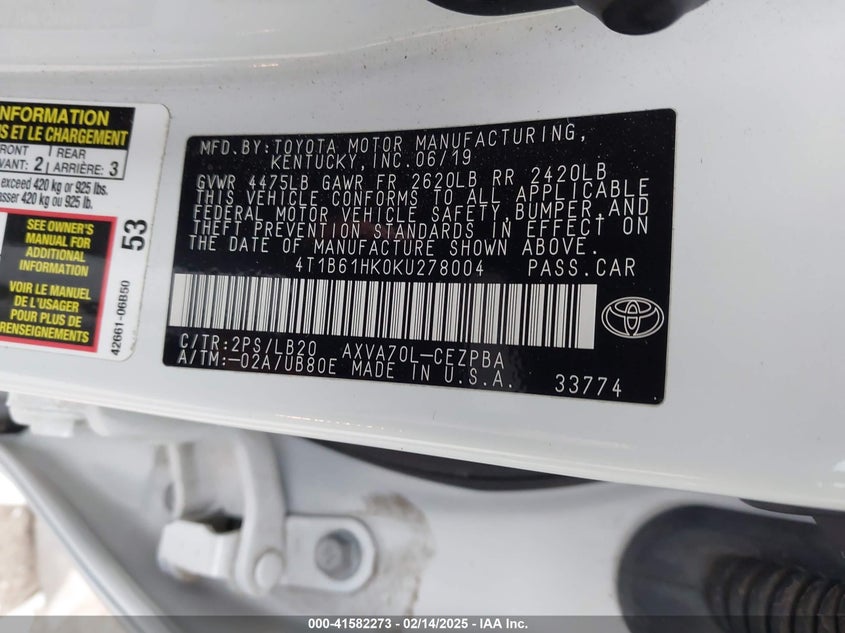 INFORMATION
S ET LE CHARGEMENT
FRONT
VANT: 2
REAR
ARRIÈRE: 3
exceed 420 kg or 925 lbs.
asser 420 kg ou 925 lb.
SEE OWNER'S
MANUAL FOR
ADDITIONAL
INFORMATION
VOIR LE MANUEL
DE L'USAGER
POUR PLUS DE
RENSEIGNEMENTS
53
42661-06B50
MFD.BY:TOYOTA MOTOR MANUFACTURING,
KENTUCKY,INC.06/19
GVWR 4475LB GAWR FR 2620LB RR 2420LB
THIS VEHICLE CONFORMS TO ALL APPLICABLE
FEDERAL MOTOR VEHICLE SAFETY,BUMPER,AND
THEFT PREVENTION STANDARDS IN EFFECT ON
THE DATE OF MANUFACTURE SHOWN ABOVE.
4T1B61HK0KU278004 PASS.CAR
C/TR:2PS/LB20 AXVA70L-CEZPBA
A/TM:-02A/UB80E MADE IN U.S.A. 33774
000-41582273 - 02/14/2025 - IAA Inc.